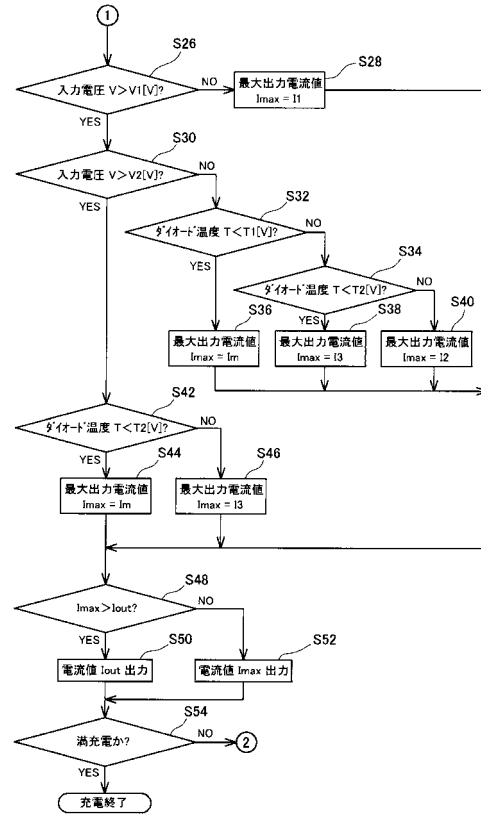 1
S26
入力電圧 V>V1[V]?
NO
YES
S28
最大出力電流値
Imax = I1
S30
入力電圧 V>V2[V]?
NO
YES
S32
ダイオード温度 T<T1[V]?
NO
YES
S34
ダイオード温度 T<T2[V]?
NO
YES
S36
最大出力電流値
Imax = Im
S38
最大出力電流値
Imax = I3
S40
最大出力電流値
Imax = I2
S42
ダイオード温度 T<T2[V]?
NO
YES
S44
最大出力電流値
Imax = Im
S46
最大出力電流値
Imax = I3
S48
Imax>Iout?
NO
YES
S50
電流値 Iout 出力
S52
電流値 Imax 出力
S54
満充電か?
NO
2
YES
充電終了